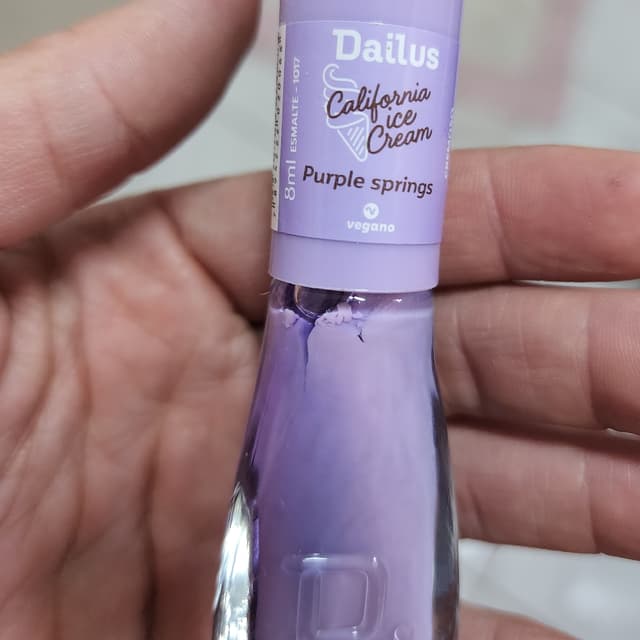 Dailus
California
ice
Cream
Purple springs
vegano
8ml ESMALTE - 1017
D.